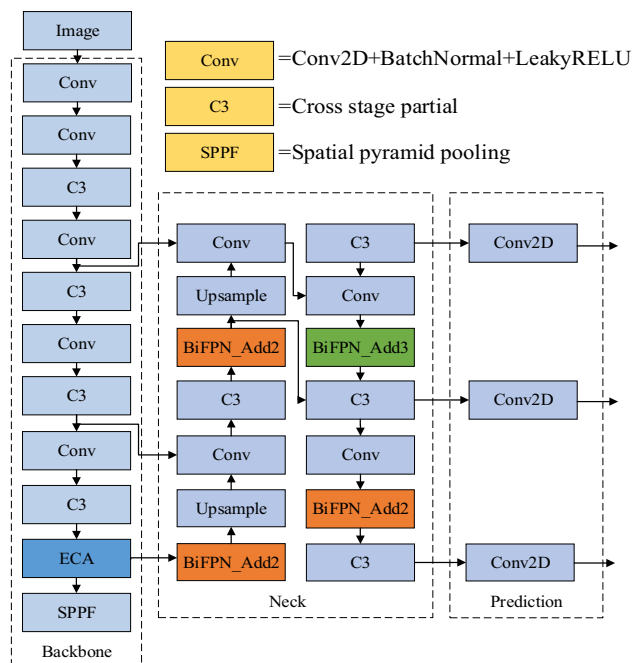 Image
Conv
Conv
C3
Conv
C3
Conv
C3
Conv
C3
ECA
SPPF
Backbone
Conv =Conv2D+BatchNormal+LeakyRELU
C3 =Cross stage partial
SPPF =Spatial pyramid pooling
Conv
Upsample
BiFPN_Add2
C3
Conv
Upsample
BiFPN_Add2
C3
Conv
BiFPN_Add3
C3
Conv
BiFPN_Add2
C3
Neck
Conv2D
Conv2D
Conv2D
Prediction